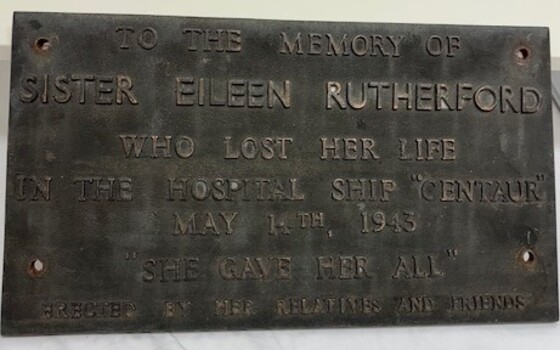 TO THE MEMORY OF
SISTER EILEEN RUTHERFORD
WHO LOST HER LIFE
IN THE HOSPITAL SHIP "CENTAUR"
MAY 14TH, 1943
"SHE GAVE HER ALL"
ERECTED BY HER RELATIVES AND FRIENDS